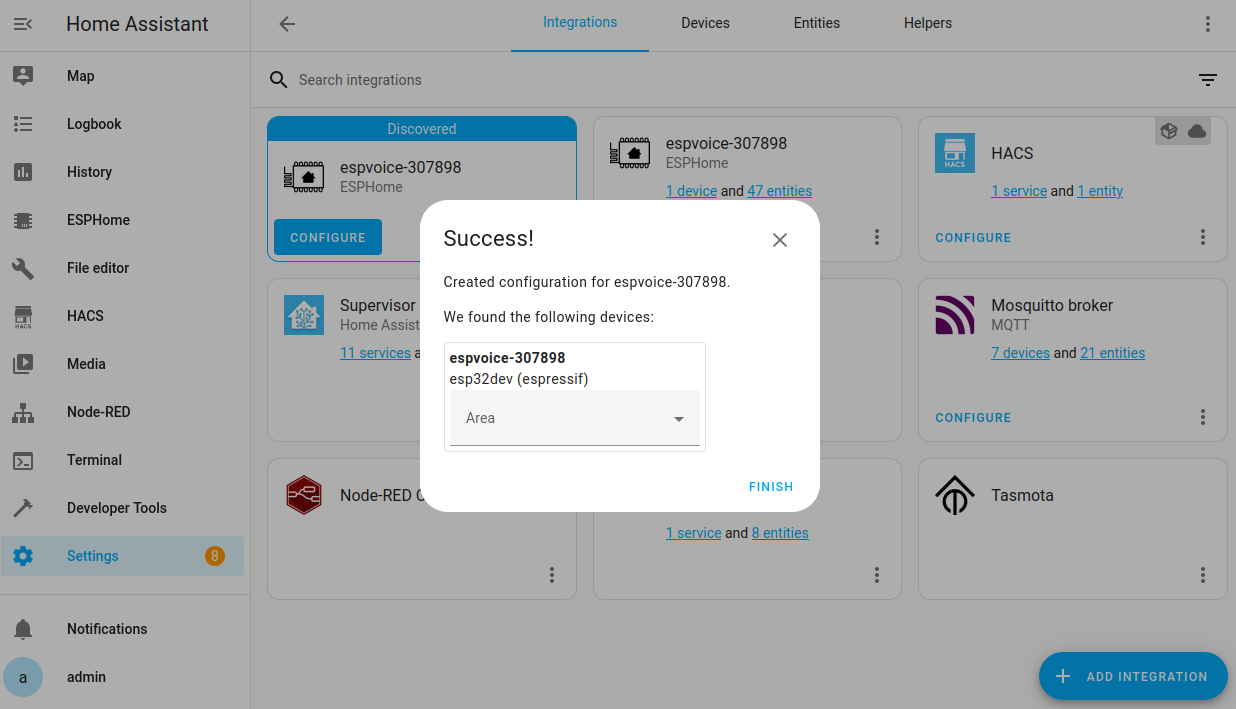 Home Assistant
Integrations
Devices
Entities
Helpers
Map
Logbook
History
ESPHome
File editor
HACS
Media
Node-RED
Terminal
Developer Tools
Settings
8
Notifications
a
admin
Search integrations
Discovered
espvoice-307898
ESPHome
CONFIGURE
espvoice-307898
ESPHome
1 device and 47 entities
HACS
HACS
1 service and 1 entity
CONFIGURE
Supervisor
Home Assist
11 services a
Mosquitto broker
MQTT
7 devices and 21 entities
CONFIGURE
Node-RED C
1 service and 8 entities
Tasmota
Success!
Created configuration for espvoice-307898.
We found the following devices:
espvoice-307898
esp32dev (espressif)
Area
FINISH
ADD INTEGRATION